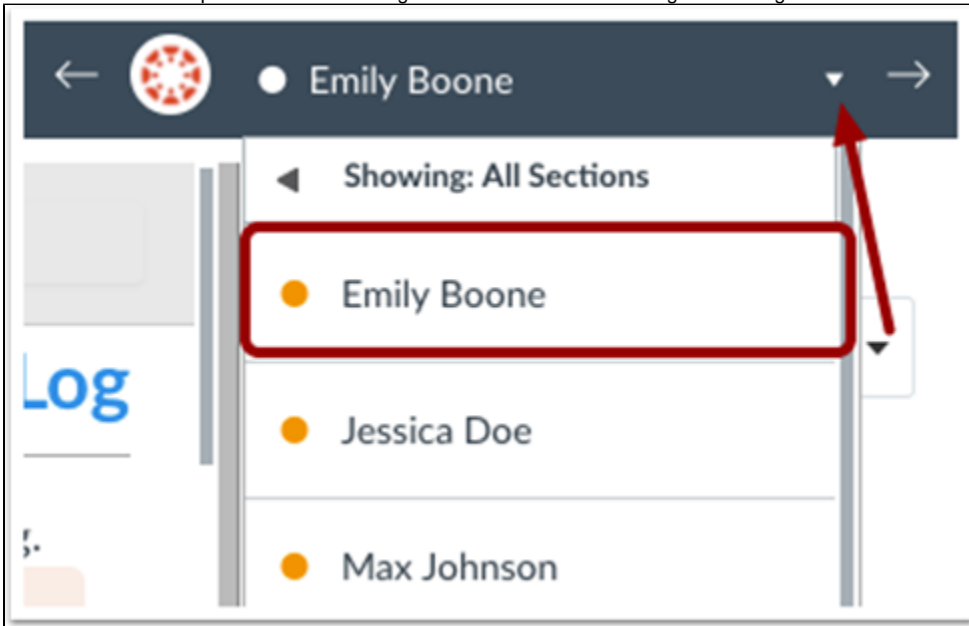 Emily Boone
Showing: All Sections
Emily Boone
Log
Jessica Doe
Max Johnson